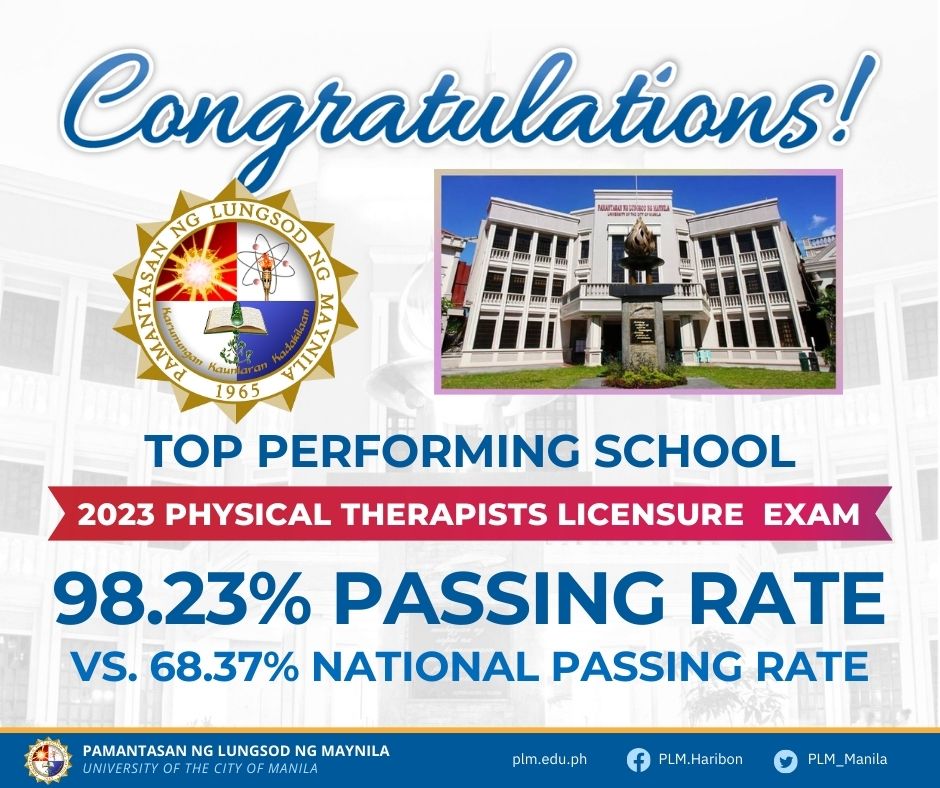 Congratulations!
PAMANTASAN NG LUNGSOD NG MAYNILA
Karunungan Kaunlaran Kadakilaan
1965
PAMANTASAN NG LUNGSOD NG MAYNILA
UNIVERSITY OF THE CITY OF MANILA
TOP PERFORMING SCHOOL
2023 PHYSICAL THERAPISTS LICENSURE EXAM
98.23% PASSING RATE
VS. 68.37% NATIONAL PASSING RATE
PAMANTASAN NG LUNGSOD NG MAYNILA
UNIVERSITY OF THE CITY OF MANILA
plm.edu.ph
PLM.Haribon
PLM_Manila